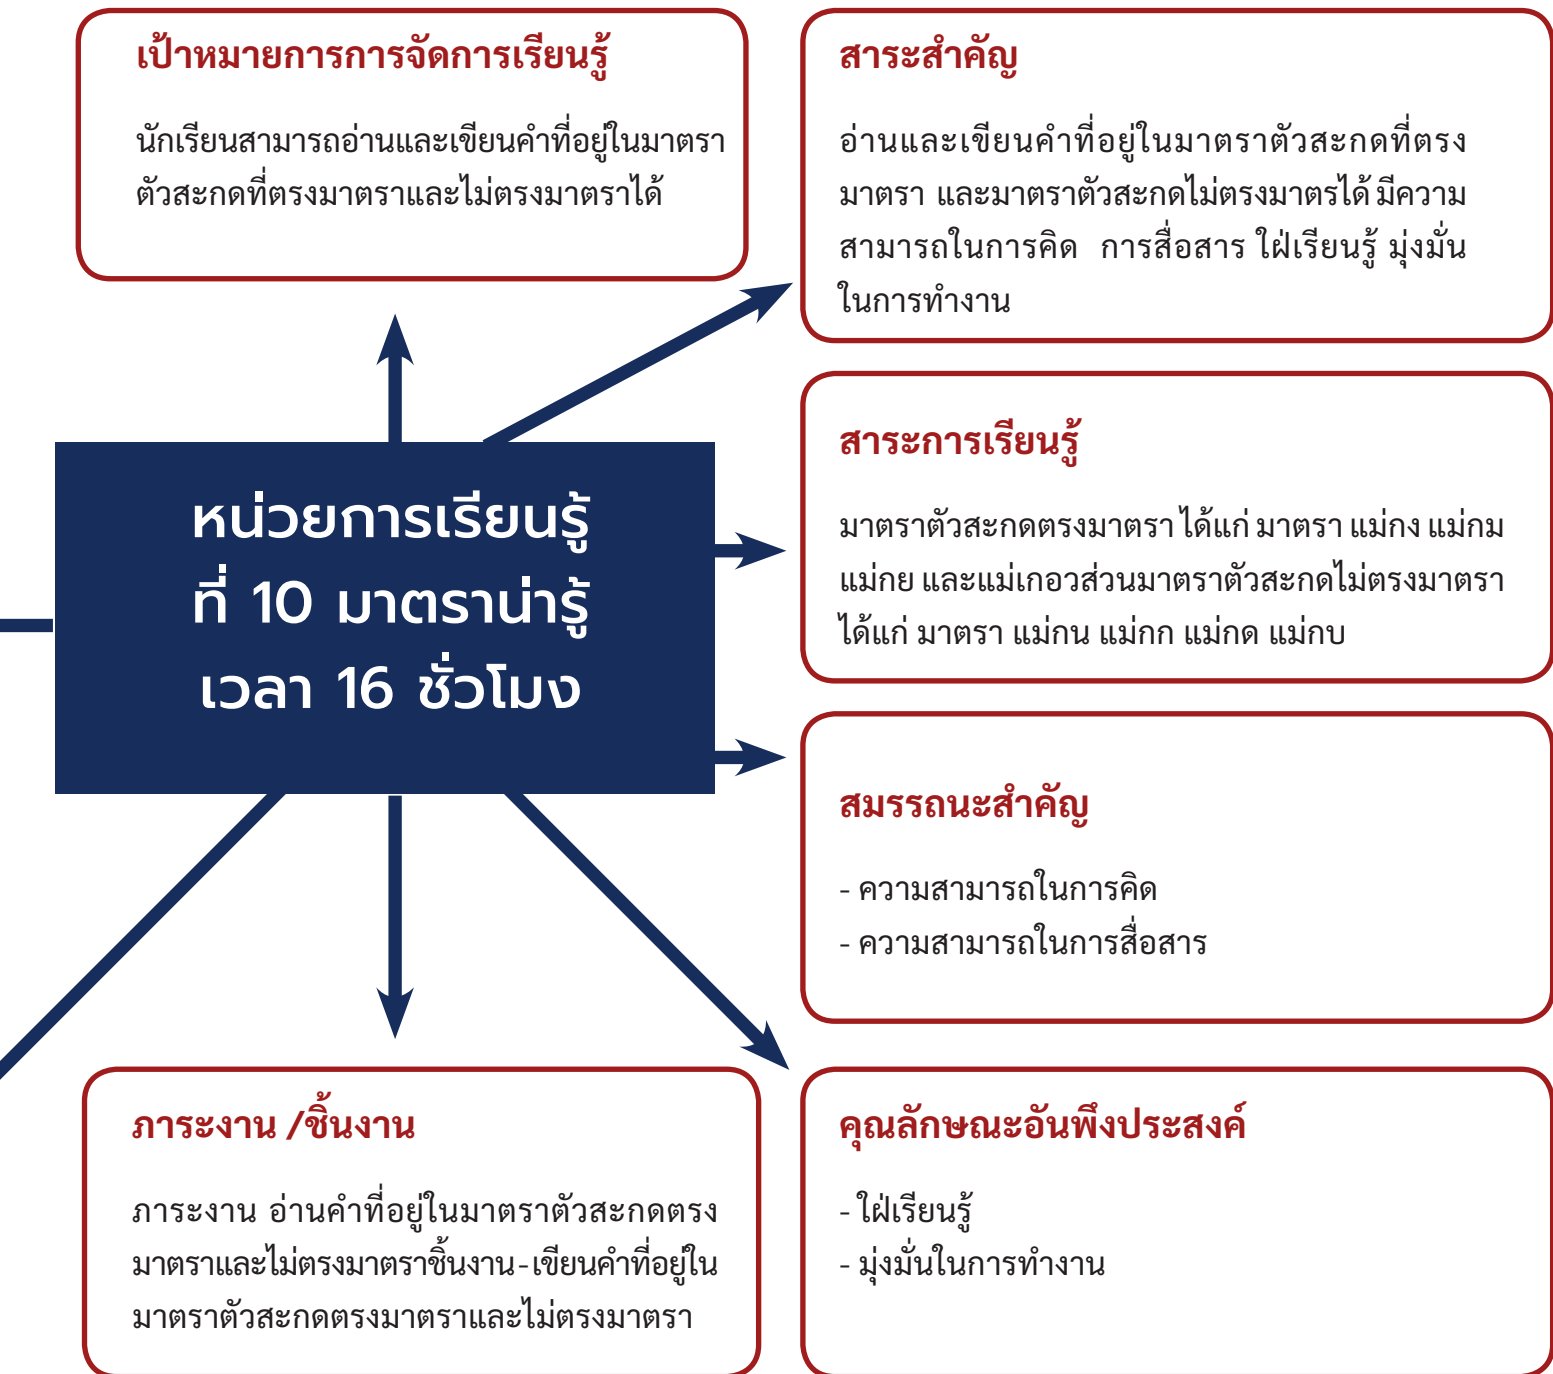 เป้าหมายการการจัดการเรียนรู้
นักเรียนสามารถอ่านและเขียนคำที่อยู่ในมาตรา
ตัวสะกดที่ตรงมาตราและไม่ตรงมาตราได้
สาระสำคัญ
อ่านและเขียนคำที่อยู่ในมาตราตัวสะกดที่ตรง
มาตรา และมาตราตัวสะกดไม่ตรงมาตรได้ มีความ
สามารถในการคิด การสื่อสาร ใฝ่เรียนรู้ มุ่งมั่น
ในการทำงาน
หน่วยการเรียนรู้
ที่ 10 มาตราน่ารู้
เวลา 16 ชั่วโมง
สาระการเรียนรู้
มาตราตัวสะกดตรงมาตรา ได้แก่ มาตรา แม่กง แม่กม
แม่กย และแม่เกอวส่วนมาตราตัวสะกดไม่ตรงมาตรา
ได้แก่ มาตรา แม่กน แม่กก แม่กด แม่กบ
สมรรถนะสำคัญ
- ความสามารถในการคิด
- ความสามารถในการสื่อสาร
ภาระงาน /ชิ้นงาน
ภาระงาน อ่านคำที่อยู่ในมาตราตัวสะกดตรง
มาตราและไม่ตรงมาตราชิ้นงาน-เขียนคำที่อยู่ใน
มาตราตัวสะกดตรงมาตราและไม่ตรงมาตรา
คุณลักษณะอันพึงประสงค์
- ใฝ่เรียนรู้
- มุ่งมั่นในการทำงาน